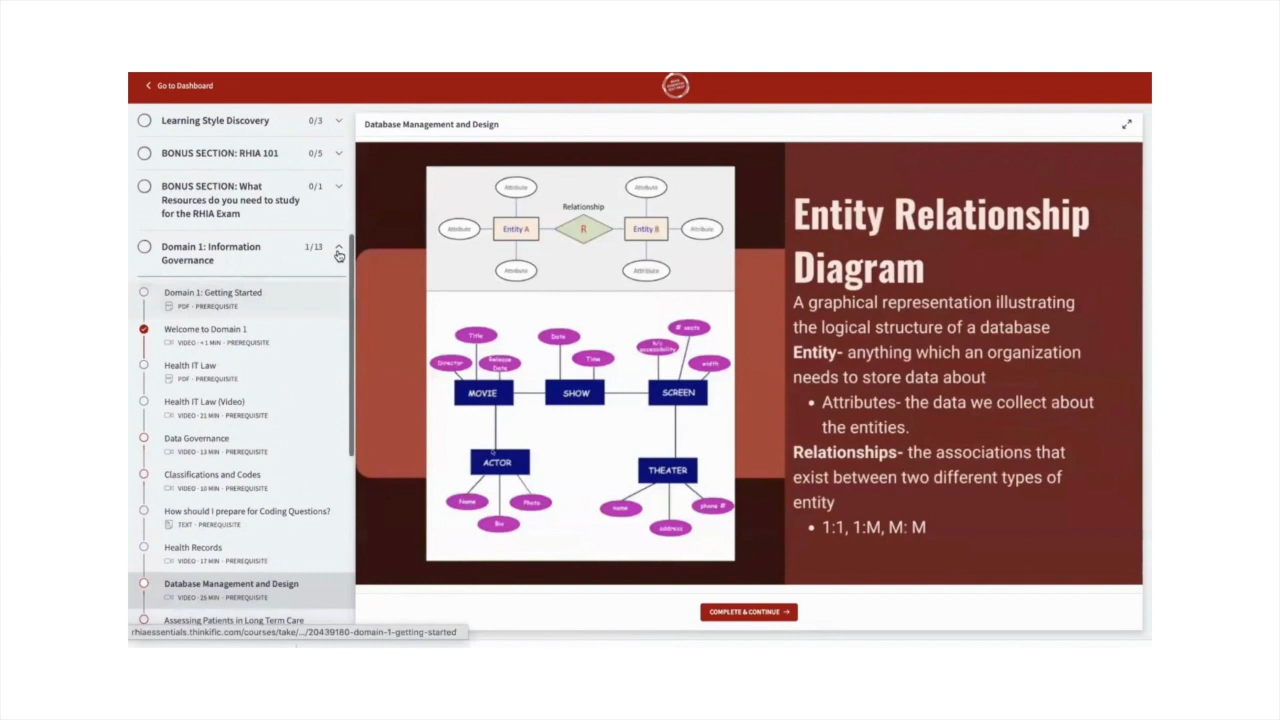 Go to Dashboard
Learning Style Discovery 0/3
BONUS SECTION: RHIA 101 0/5
BONUS SECTION: What 0/1
Resources do you need to study
for the RHIA Exam
Domain 1: Information 1/13
Governance
Domain 1: Getting Started
PDF · PREREQUISITE
Welcome to Domain 1
VIDEO · < 1 MIN · PREREQUISITE
Health IT Law
PDF · PREREQUISITE
Health IT Law (Video)
VIDEO · 21 MIN · PREREQUISITE
Data Governance
VIDEO · 13 MIN · PREREQUISITE
Classifications and Codes
VIDEO · 10 MIN · PREREQUISITE
How should I prepare for Coding Questions?
TEXT · PREREQUISITE
Health Records
VIDEO · 17 MIN · PREREQUISITE
Database Management and Design
VIDEO · 25 MIN · PREREQUISITE
Assessing Patients in Long Term Care
rhiaessentials.thinkific.com/courses/take/.../20439180-domain-1-getting-started
Database Management and Design
Attribute Attribute
Relationship
Attribute Entity A R Entity B Attribute
Attribute Attribute
Title Date # seats
Director Release Date Time h/c accessibility width
MOVIE SHOW SCREEN
ACTOR THEATER
Name Photo name phone #
Bio address
Entity Relationship
Diagram
A graphical representation illustrating
the logical structure of a database
Entity- anything which an organization
needs to store data about
• Attributes- the data we collect about
the entities.
Relationships- the associations that
exist between two different types of
entity
• 1:1, 1:M, M: M
COMPLETE & CONTINUE →